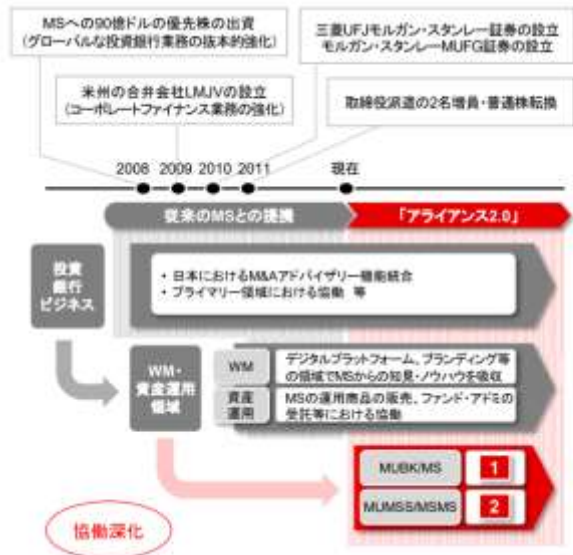 MSへの90億ドルの優先株の出資
(グローバルな投資銀行業務の抜本的強化)
三菱UFJモルガン・スタンレー証券の設立
モルガン・スタンレーMUFG証券の設立
米州の合弁会社LMJVの設立
(コーポレートファイナンス業務の強化)
取締役派遣の2名増員・普通株転換
2008 2009 2010 2011 現在
従来のMSとの提携
「アライアンス2.0」
投資
銀行
ビジネス
・ 日本におけるM&Aアドバイザリー機能統合
・ プライマリー領域における協働 等
WM・
資産運用
領域
WM
デジタルプラットフォーム、ブランディング等
の領域でMSからの知見・ノウハウを吸収
資産
運用
MSの運用商品の販売、ファンド・アドミの
受託等における協働
MUBK/MS 1
MUMSS/MSMS 2
協働深化